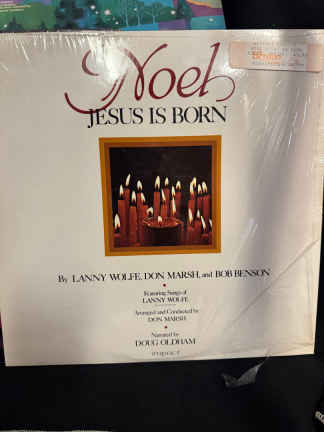 Noel
JESUS IS BORN
By LANNY WOLFE, DON MARSH, and BOB BENSON
Featuring Songs of
LANNY WOLFE
Arranged and Conducted by
DON MARSH
Narrated by
DOUG OLDHAM